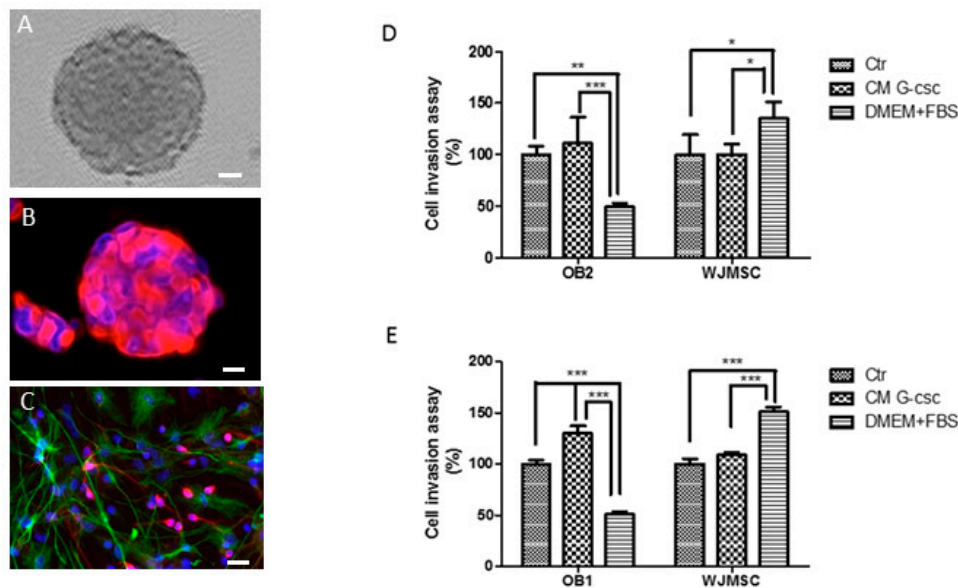 A
B
C
D
Cell invasion assay
(%)
200
150
100
50
0
**
***
*
*
OB2
WJMSC
Ctr
CM G-csc
DMEM+FBS
E
Cell invasion assay
(%)
200
150
100
50
0
***
***
***
***
OB1
WJMSC
Ctr
CM G-csc
DMEM+FBS